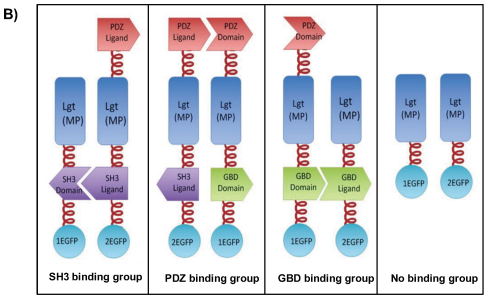 B)
PDZ
Ligand
Lgt
(MP)
Lgt
(MP)
SH3
Domain
SH3
Ligand
1EGFP
2EGFP
SH3 binding group
PDZ
Ligand
PDZ
Domain
Lgt
(MP)
Lgt
(MP)
SH3
Ligand
GBD
Domain
2EGFP
1EGFP
PDZ binding group
PDZ
Domain
Lgt
(MP)
Lgt
(MP)
GBD
Domain
GBD
Ligand
1EGFP
2EGFP
GBD binding group
Lgt
(MP)
Lgt
(MP)
1EGFP
2EGFP
No binding group